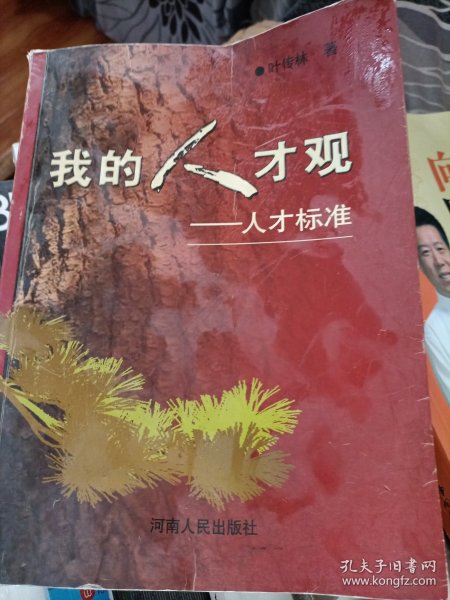 ●叶传林 著
我的人才观
——人才标准
河南人民出版社
向
孔夫子旧书网
www.kongfz.com